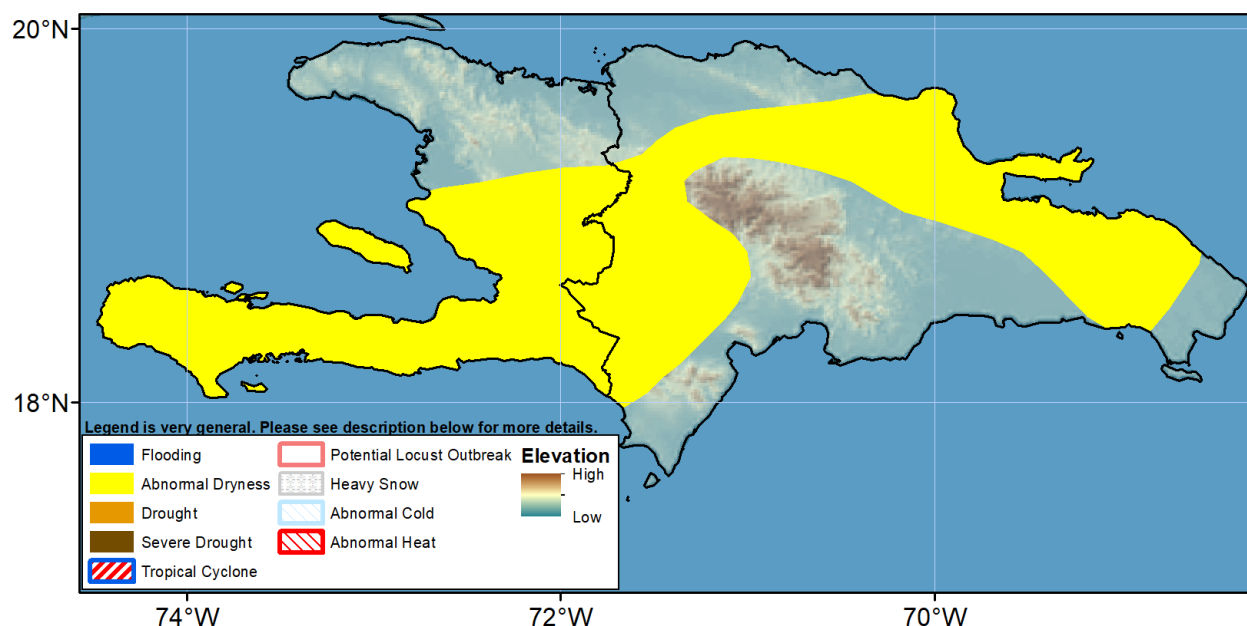 20°N
18°N
Legend is very general. Please see description below for more details.
Flooding
Abnormal Dryness
Drought
Severe Drought
Tropical Cyclone
Potential Locust Outbreak
Heavy Snow
Abnormal Cold
Abnormal Heat
Elevation
High
Low
74°W
72°W
70°W